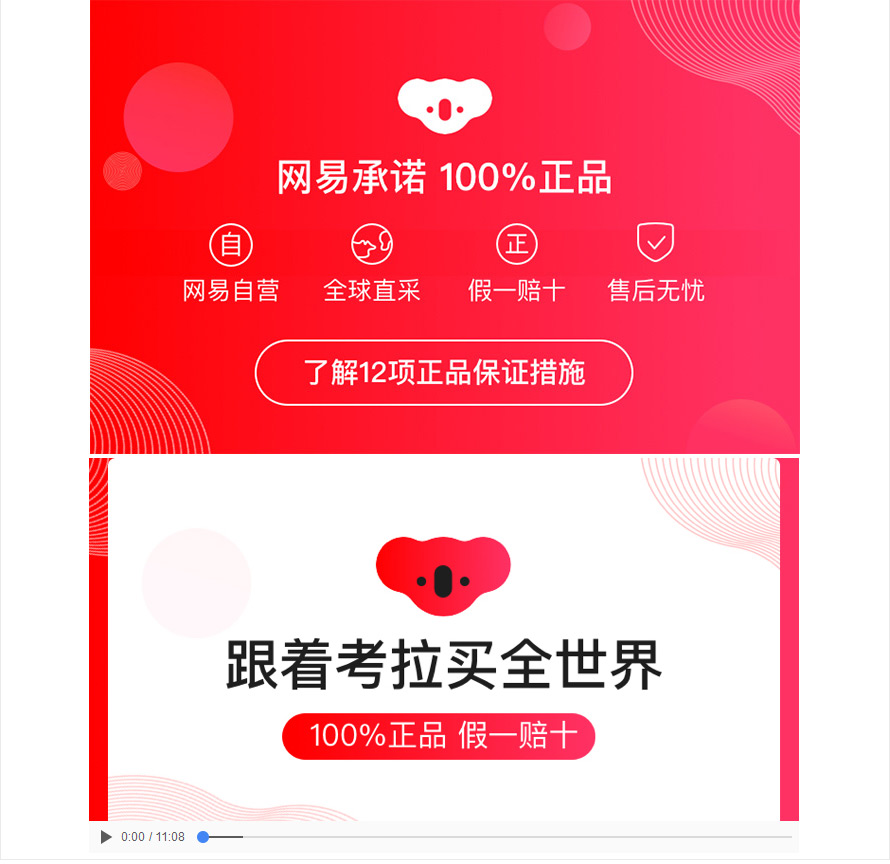 网易承诺 100%正品
自 正
网易自营 全球直采 假一赔十 售后无忧
了解12项正品保证措施
跟着考拉买全世界
100%正品 假一赔十
0:00 / 11:08